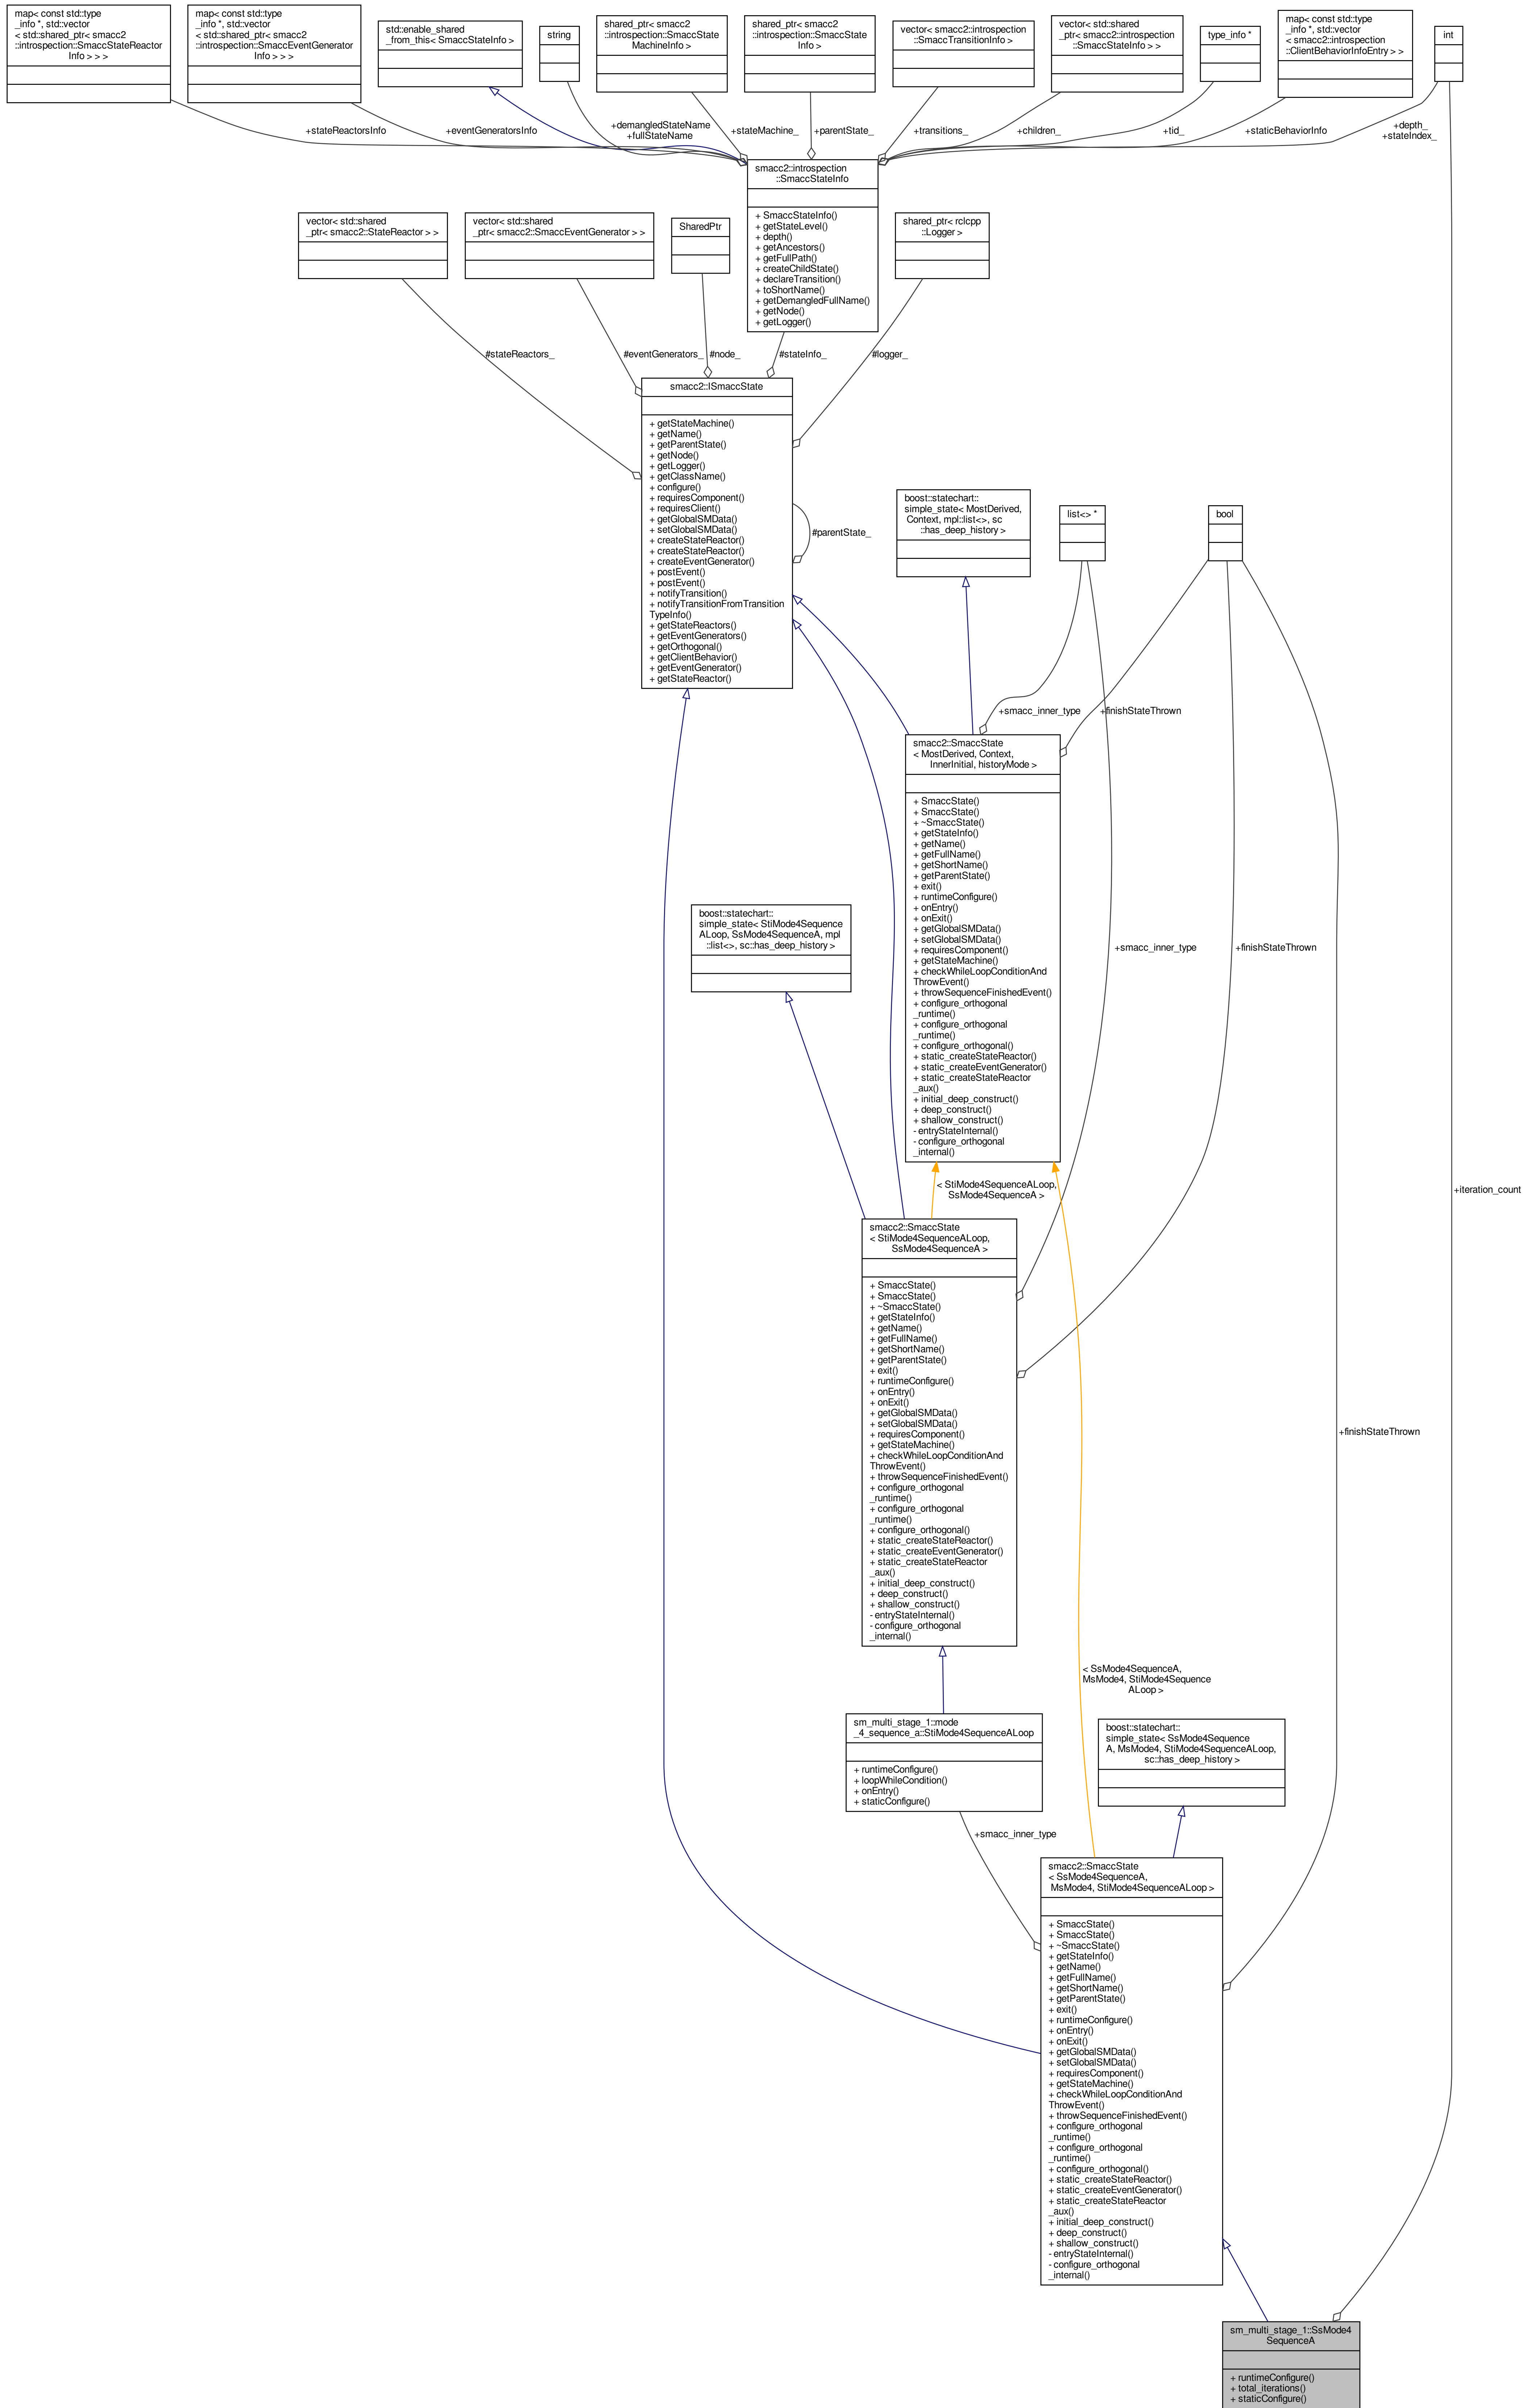 map< const std::type
_info *, std::vector
< std::shared_ptr< smacc2
::introspection::SmaccStateReactor
Info > > >
map< const std::type
_info *, std::vector
< std::shared_ptr< smacc2
::introspection::SmaccEventGenerator
Info > > >
std::enable_shared
_from_this< SmaccStateInfo >
string
shared_ptr< smacc2
::introspection::SmaccState
MachineInfo >
shared_ptr< smacc2
::introspection::SmaccState
Info >
vector< smacc2::introspection
::SmaccTransitionInfo >
vector< std::shared
_ptr< smacc2::introspection
::SmaccStateInfo > >
type_info *
map< const std::type
_info *, std::vector
< smacc2::introspection
::ClientBehaviorInfoEntry > >
int
+stateReactorsInfo
+eventGeneratorsInfo
+demangledStateName
+fullStateName
+stateMachine_
+parentState_
+transitions_
+children_
+tid_
+staticBehaviorInfo
+depth_
+stateIndex_
smacc2::introspection
::SmaccStateInfo
+ SmaccStateInfo()
+ getStateLevel()
+ depth()
+ getAncestors()
+ getFullPath()
+ createChildState()
+ declareTransition()
+ toShortName()
+ getDemangledFullName()
+ getNode()
+ getLogger()
vector< std::shared
_ptr< smacc2::StateReactor > >
vector< std::shared
_ptr< smacc2::SmaccEventGenerator > >
SharedPtr
shared_ptr< rclcpp
::Logger >
#stateReactors_
#eventGenerators_
#node_
#stateInfo_
#logger_
smacc2::ISmaccState
+ getStateMachine()
+ getName()
+ getParentState()
+ getNode()
+ getLogger()
+ getClassName()
+ configure()
+ requiresComponent()
+ requiresClient()
+ getGlobalSMData()
+ setGlobalSMData()
+ createStateReactor()
+ createStateReactor()
+ createEventGenerator()
+ postEvent()
+ postEvent()
+ notifyTransition()
+ notifyTransitionFromTransition
TypeInfo()
+ getStateReactors()
+ getEventGenerators()
+ getOrthogonal()
+ getClientBehavior()
+ getEventGenerator()
+ getStateReactor()
#parentState_
boost::statechart::
simple_state< MostDerived,
Context, mpl::list<>, sc
::has_deep_history >
list<> *
bool
+smacc_inner_type
+finishStateThrown
smacc2::SmaccState
< MostDerived, Context,
InnerInitial, historyMode >
+ SmaccState()
+ SmaccState()
+ ~SmaccState()
+ getStateInfo()
+ getName()
+ getFullName()
+ getShortName()
+ getParentState()
+ exit()
+ runtimeConfigure()
+ onEntry()
+ onExit()
+ getGlobalSMData()
+ setGlobalSMData()
+ requiresComponent()
+ getStateMachine()
+ checkWhileLoopConditionAnd
ThrowEvent()
+ throwSequenceFinishedEvent()
+ configure_orthogonal
_runtime()
+ configure_orthogonal
_runtime()
+ configure_orthogonal()
+ static_createStateReactor()
+ static_createEventGenerator()
+ static_createStateReactor
_aux()
+ initial_deep_construct()
+ deep_construct()
+ shallow_construct()
- entryStateInternal()
- configure_orthogonal
_internal()
boost::statechart::
simple_state< StiMode4Sequence
ALoop, SsMode4SequenceA, mpl
::list<>, sc::has_deep_history >
+smacc_inner_type
+finishStateThrown
< StiMode4SequenceALoop,
SsMode4SequenceA >
+iteration_count
smacc2::SmaccState
< StiMode4SequenceALoop,
SsMode4SequenceA >
+ SmaccState()
+ SmaccState()
+ ~SmaccState()
+ getStateInfo()
+ getName()
+ getFullName()
+ getShortName()
+ getParentState()
+ exit()
+ runtimeConfigure()
+ onEntry()
+ onExit()
+ getGlobalSMData()
+ setGlobalSMData()
+ requiresComponent()
+ getStateMachine()
+ checkWhileLoopConditionAnd
ThrowEvent()
+ throwSequenceFinishedEvent()
+ configure_orthogonal
_runtime()
+ configure_orthogonal
_runtime()
+ configure_orthogonal()
+ static_createStateReactor()
+ static_createEventGenerator()
+ static_createStateReactor
_aux()
+ initial_deep_construct()
+ deep_construct()
+ shallow_construct()
- entryStateInternal()
- configure_orthogonal
_internal()
+finishStateThrown
< SsMode4SequenceA,
MsMode4, StiMode4Sequence
ALoop >
sm_multi_stage_1::mode
_4_sequence_a::StiMode4SequenceALoop
+ runtimeConfigure()
+ loopWhileCondition()
+ onEntry()
+ staticConfigure()
boost::statechart::
simple_state< SsMode4Sequence
A, MsMode4, StiMode4SequenceALoop,
sc::has_deep_history >
+smacc_inner_type
smacc2::SmaccState
< SsMode4SequenceA,
MsMode4, StiMode4SequenceALoop >
+ SmaccState()
+ SmaccState()
+ ~SmaccState()
+ getStateInfo()
+ getName()
+ getFullName()
+ getShortName()
+ getParentState()
+ exit()
+ runtimeConfigure()
+ onEntry()
+ onExit()
+ getGlobalSMData()
+ setGlobalSMData()
+ requiresComponent()
+ getStateMachine()
+ checkWhileLoopConditionAnd
ThrowEvent()
+ throwSequenceFinishedEvent()
+ configure_orthogonal
_runtime()
+ configure_orthogonal
_runtime()
+ configure_orthogonal()
+ static_createStateReactor()
+ static_createEventGenerator()
+ static_createStateReactor
_aux()
+ initial_deep_construct()
+ deep_construct()
+ shallow_construct()
- entryStateInternal()
- configure_orthogonal
_internal()
sm_multi_stage_1::SsMode4
SequenceA
+ runtimeConfigure()
+ total_iterations()
+ staticConfigure()